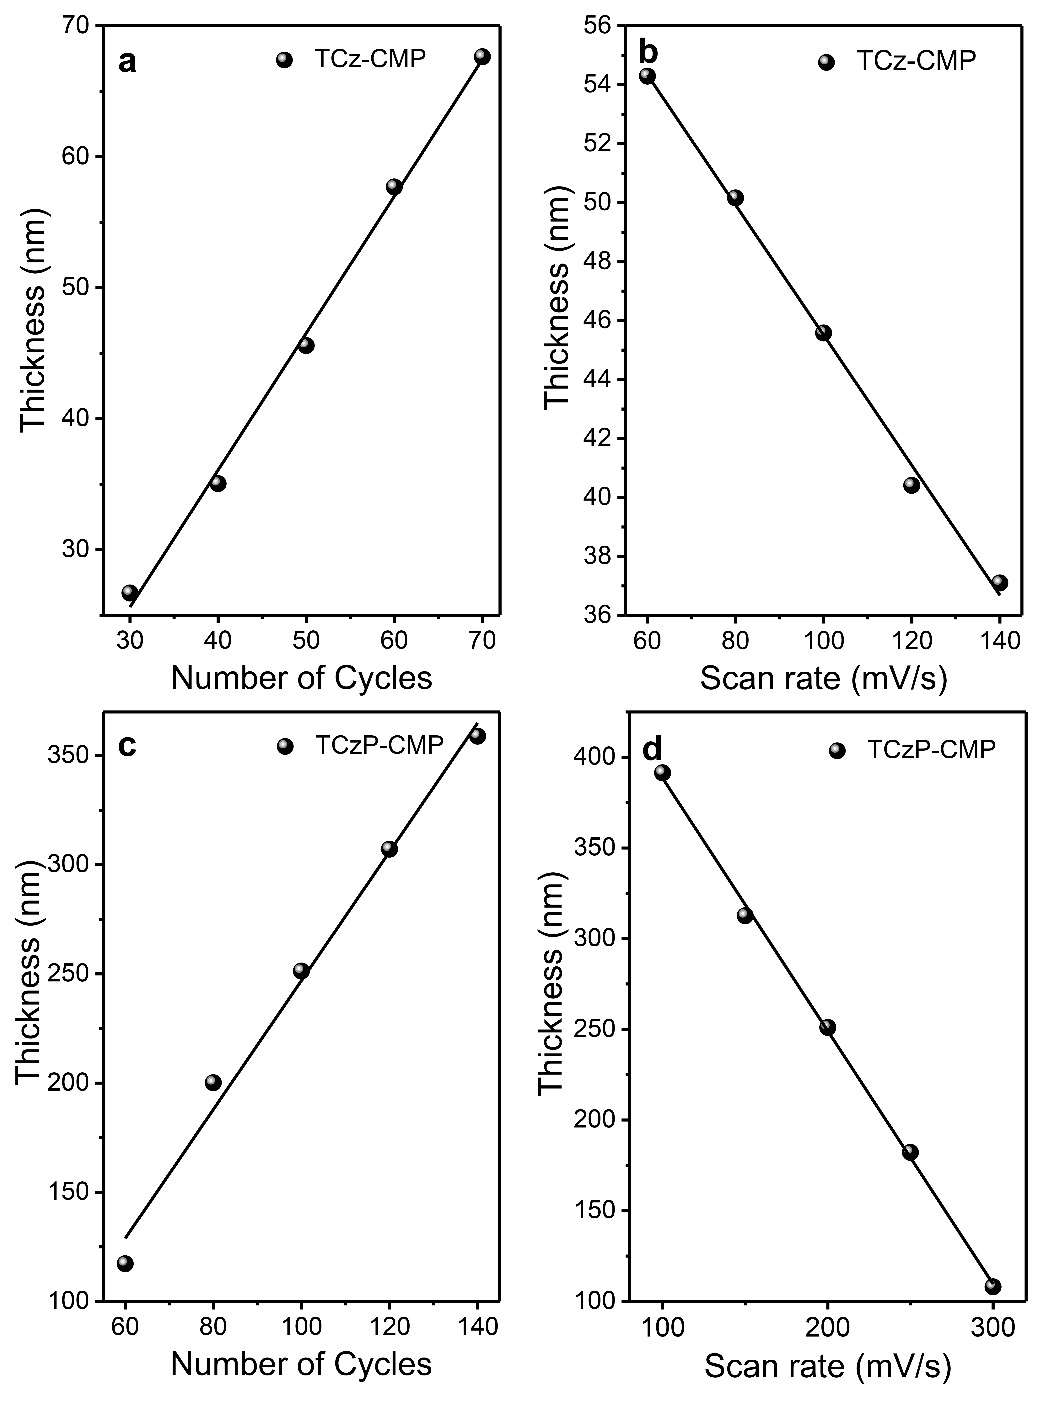 a
TCz-CMP
70
60
50
40
30
Thickness (nm)
30 40 50 60 70
Number of Cycles
b
TCz-CMP
56
54
52
50
48
46
44
42
40
38
36
Thickness (nm)
60 80 100 120 140
Scan rate (mV/s)
c
TCzP-CMP
350
300
250
200
150
100
Thickness (nm)
60 80 100 120 140
Number of Cycles
d
TCzP-CMP
400
350
300
250
200
150
100
Thickness (nm)
100 200 300
Scan rate (mV/s)